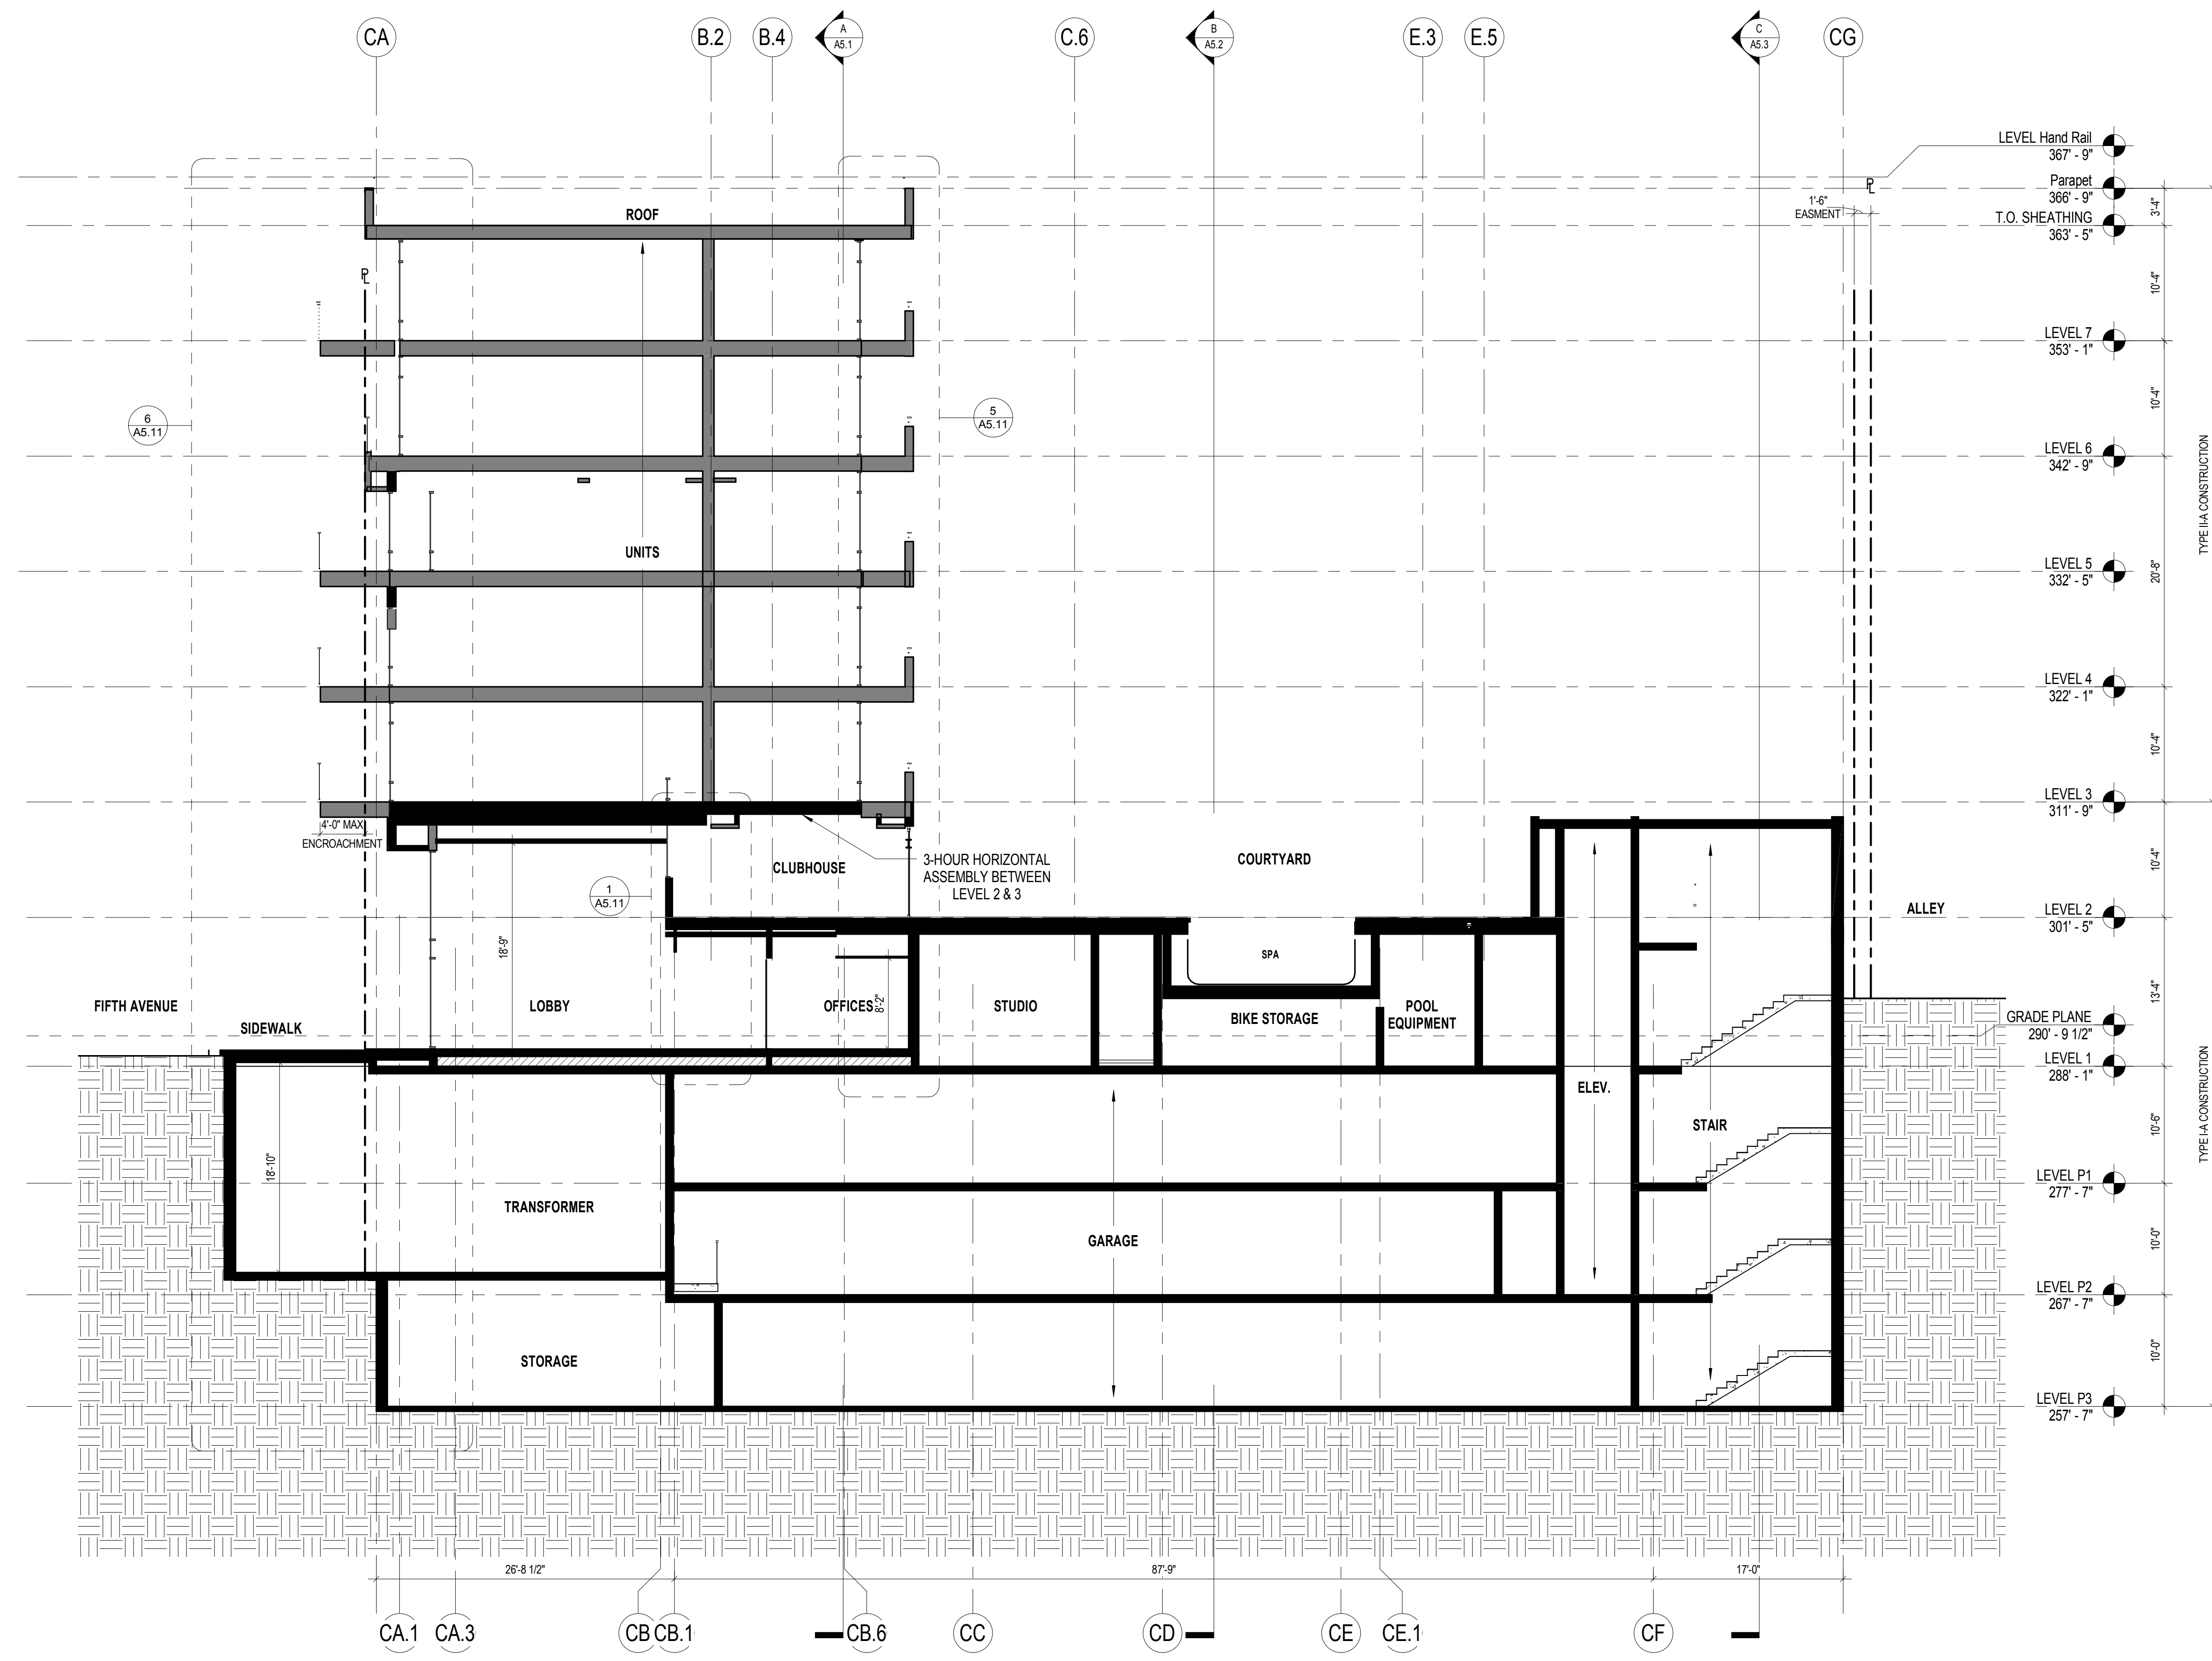 CA
B.2
B.4
A
A5.1
C.6
B
A5.2
E.3
E.5
C
A5.3
CG
LEVEL Hand Rail
367' - 9"
Parapet
366' - 9"
T.O. SHEATHING
363' - 5"
LEVEL 7
353' - 1"
LEVEL 6
342' - 9"
LEVEL 5
332' - 5"
LEVEL 4
322' - 1"
LEVEL 3
311' - 9"
LEVEL 2
301' - 5"
GRADE PLANE
290' - 9 1/2"
LEVEL 1
288' - 1"
LEVEL P1
277' - 7"
LEVEL P2
267' - 7"
LEVEL P3
257' - 7"
3'-4"
10'-4"
10'-4"
20'-8"
10'-4"
10'-4"
13'-4"
10'-6"
10'-0"
10'-0"
TYPE II-A CONSTRUCTION
TYPE I-A CONSTRUCTION
PL
1'-6"
EASMENT
PL
ROOF
6
A5.11
5
A5.11
UNITS
4'-0" MAX
ENCROACHMENT
CLUBHOUSE
3-HOUR HORIZONTAL
ASSEMBLY BETWEEN
LEVEL 2 & 3
COURTYARD
1
A5.11
18'-9"
ALLEY
SPA
FIFTH AVENUE
SIDEWALK
LOBBY
OFFICES
8'-2"
STUDIO
BIKE STORAGE
POOL
EQUIPMENT
ELEV.
STAIR
18'-10"
TRANSFORMER
GARAGE
STORAGE
26'-8 1/2"
87'-9"
17'-0"
CA.1
CA.3
CB
CB.1
CB.6
CC
CD
CE
CE.1
CF